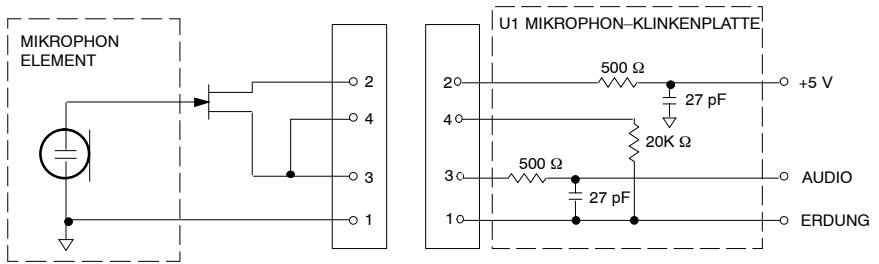 MIKROPHON
ELEMENT
2
4
3
1
U1 MIKROPHON–KLINKENPLATTE
2
500 Ω
+5 V
27 pF
4
20K Ω
500 Ω
3
AUDIO
27 pF
1
ERDUNG